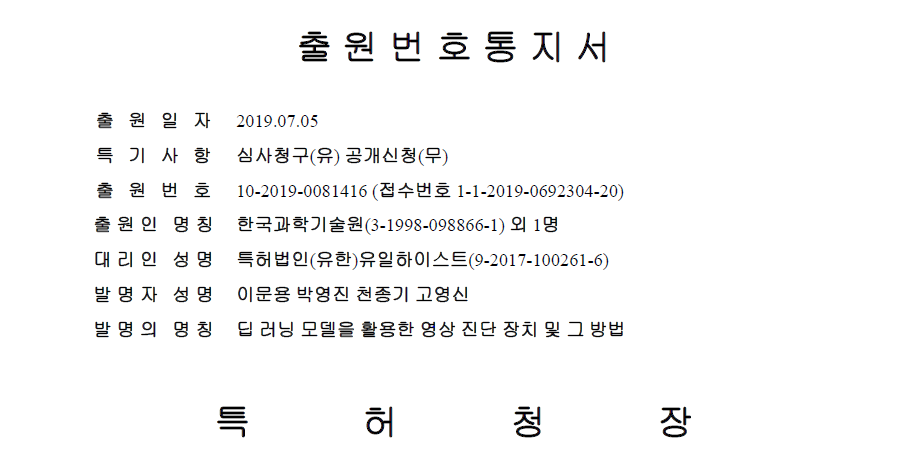 출 원 번 호 통 지 서
출 원 일 자 2019.07.05
특 기 사 항 심사청구(유) 공개신청(무)
출 원 번 호 10-2019-0081416 (접수번호 1-1-2019-0692304-20)
출 원 인 명 칭 한국과학기술원(3-1998-098866-1) 외 1명
대 리 인 성 명 특허법인(유한)유일하이스트(9-2017-100261-6)
발 명 자 성 명 이문용 박영진 천종기 고영신
발 명 의 명 칭 딥 러닝 모델을 활용한 영상 진단 장치 및 그 방법
특 허 청 장